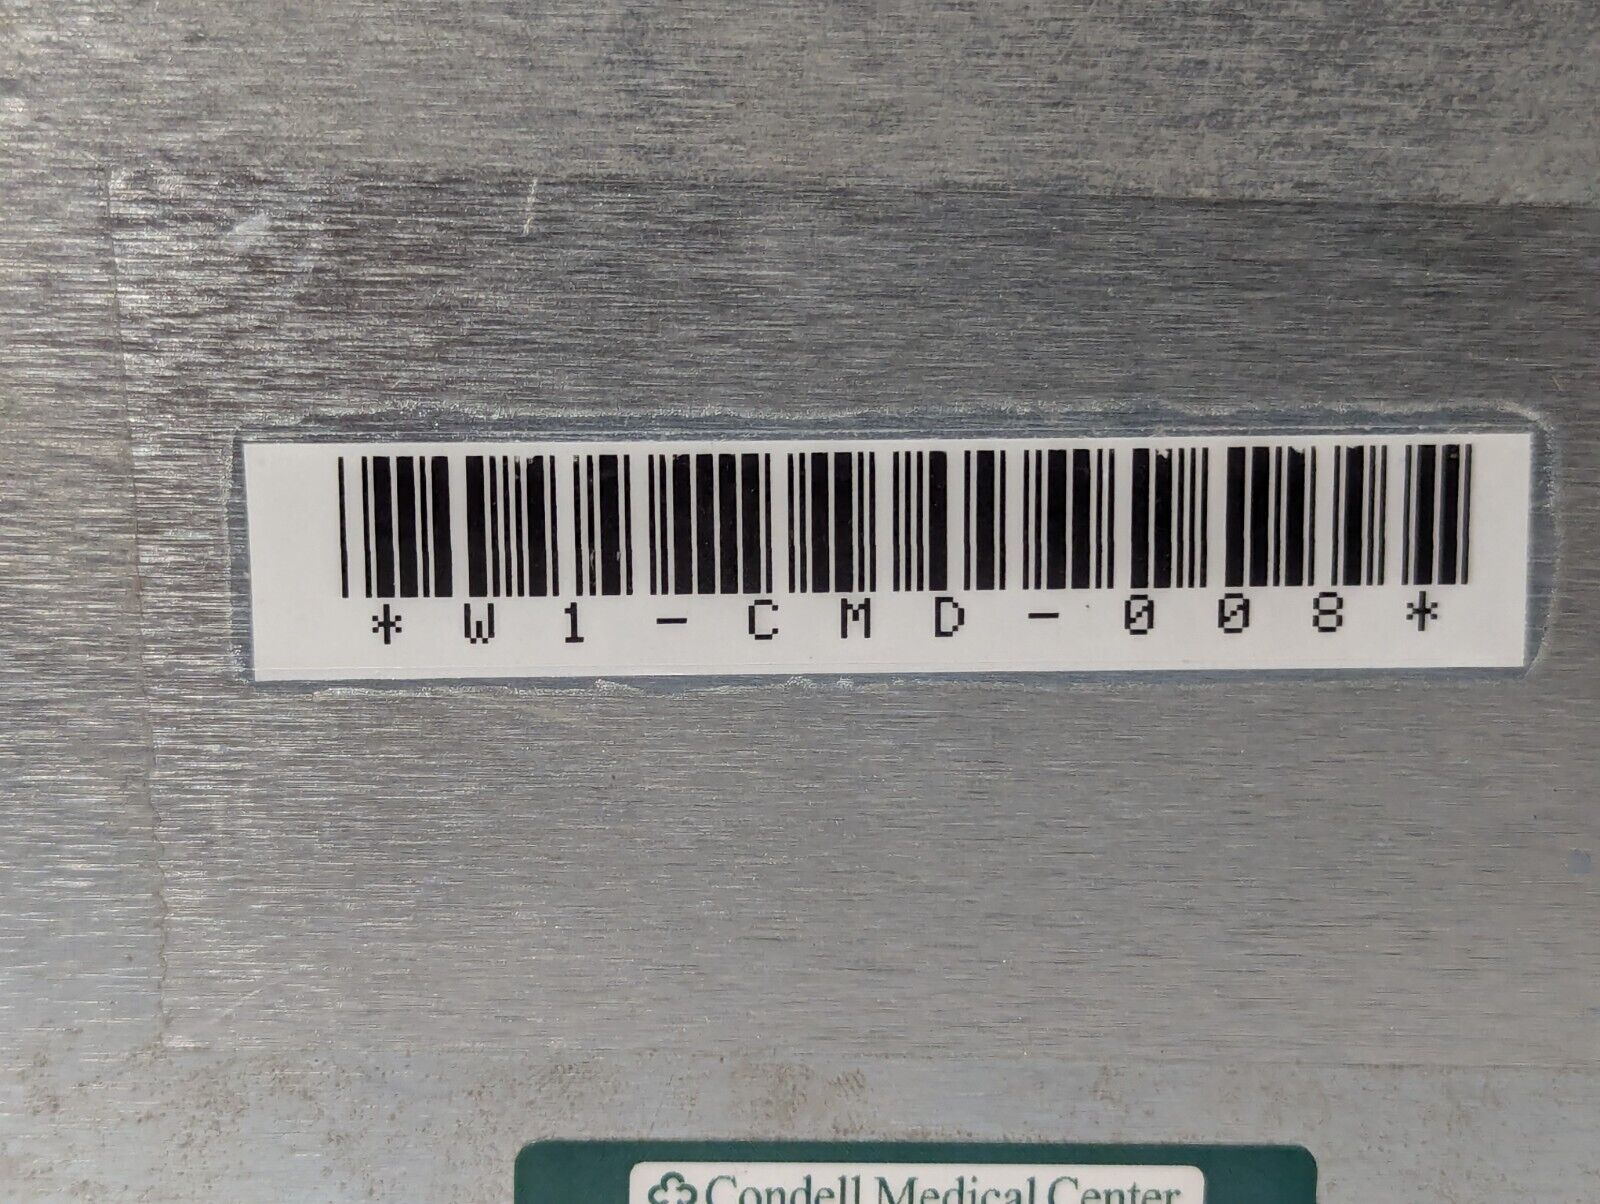 *W1-CMD-008*
Condell Medical Center